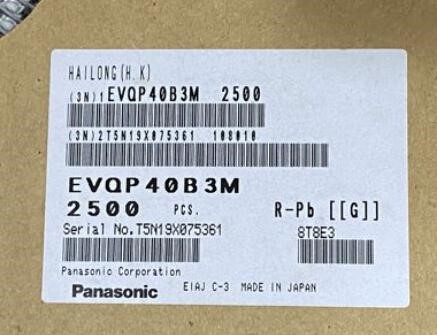 HAILONG(H.K)
(3N)1EVQP40B3M 2500
(3N)2T5N19X075361 108010
EVQP40B3M
2500 PCS. R-Pb [[G]]
Serial No.T5N19X075361 8T8E3
Panasonic Corporation
Panasonic EIAJ C-3 MADE IN JAPAN